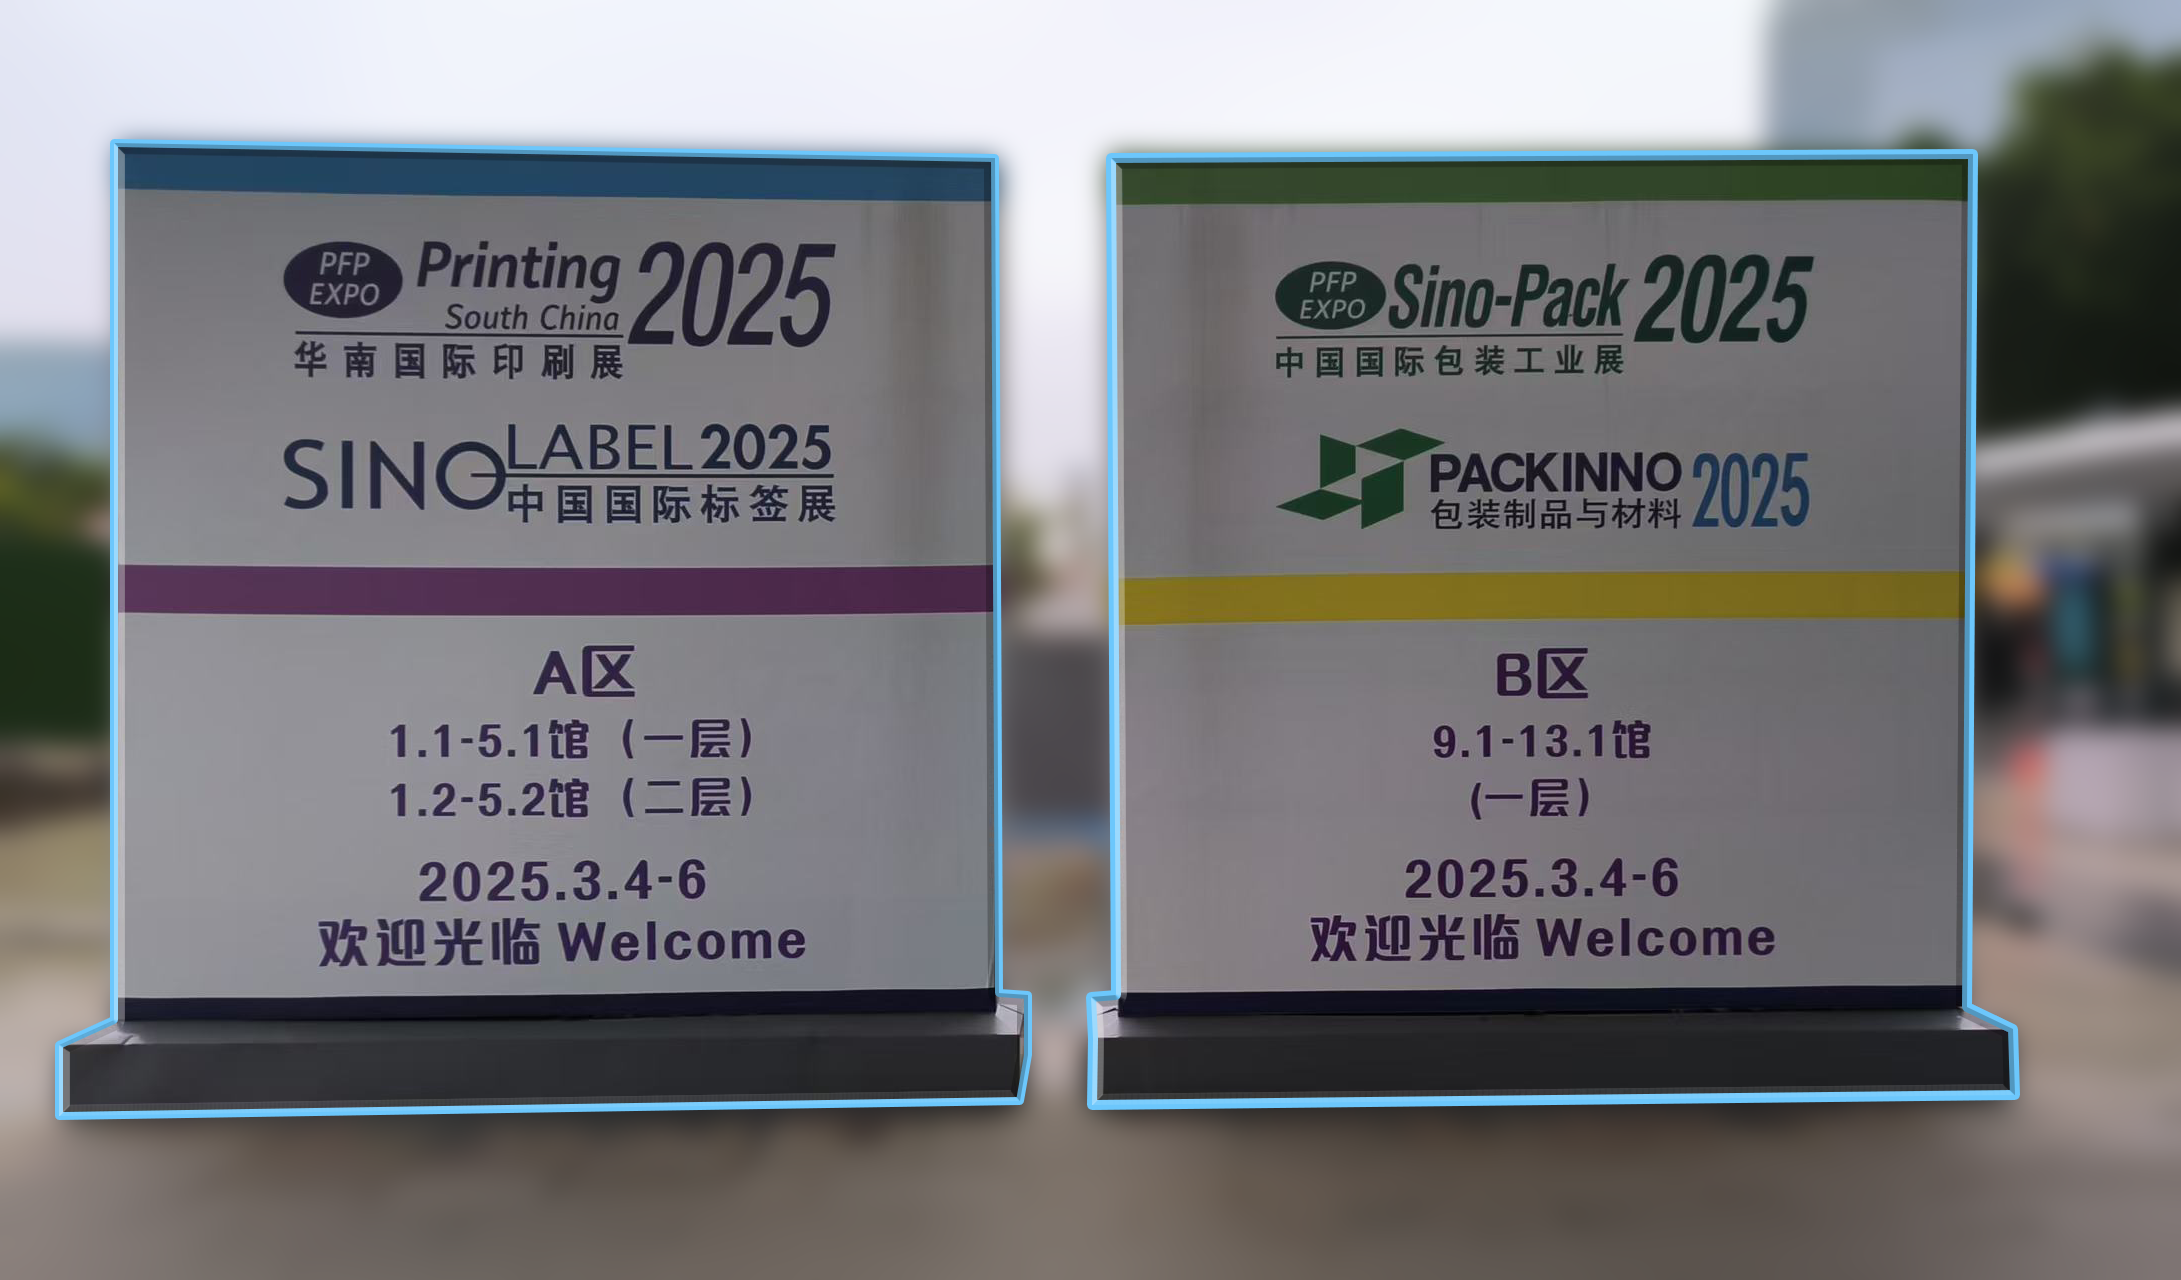 PFP EXPO Printing South China 2025
华南国际印刷展
SINO LABEL 2025
中国国际标签展
A区
1.1-5.1馆（一层）
1.2-5.2馆（二层）
2025.3.4-6
欢迎光临 Welcome
PFP EXPO Sino-Pack 2025
中国国际包装工业展
PACKINNO 2025
包装制品与材料
B区
9.1-13.1馆
(一层)
2025.3.4-6
欢迎光临 Welcome